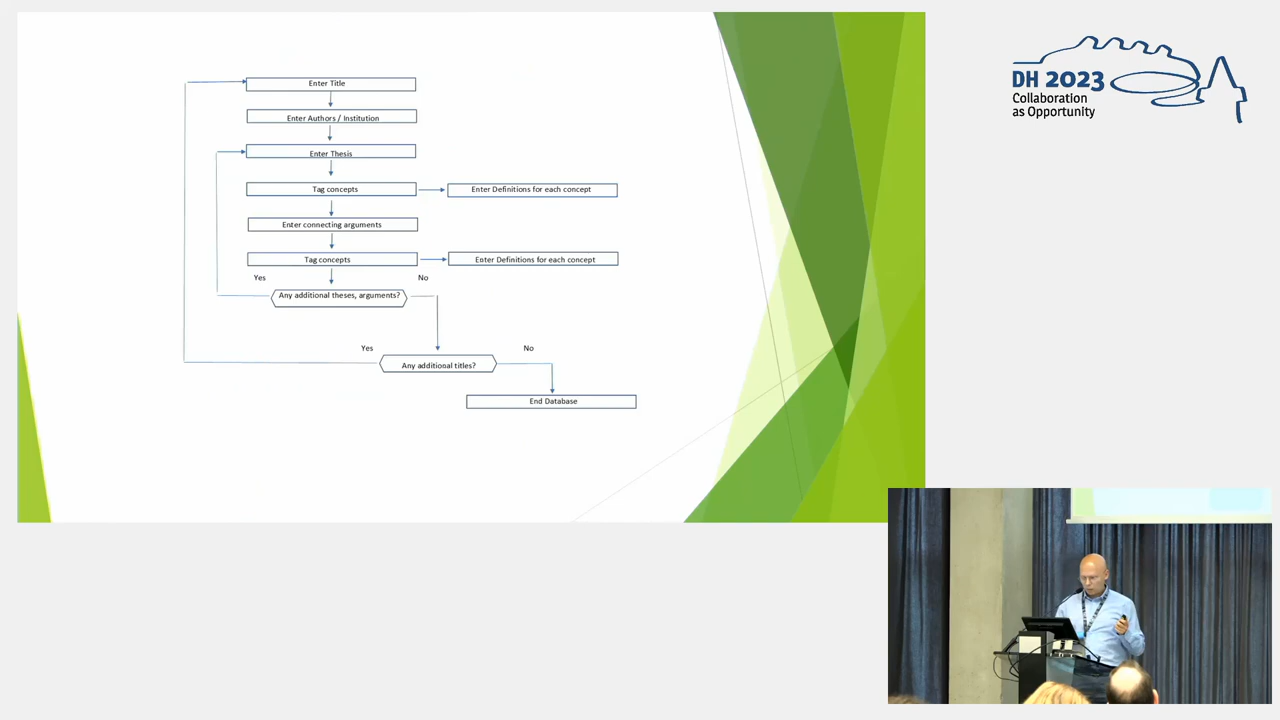 Enter Title
Enter Authors / Institution
Enter Thesis
Tag concepts
Enter Definitions for each concept
Enter connecting arguments
Tag concepts
Enter Definitions for each concept
Yes
No
Any additional theses, arguments?
Yes
No
Any additional titles?
End Database
DH 2023
Collaboration
as Opportunity